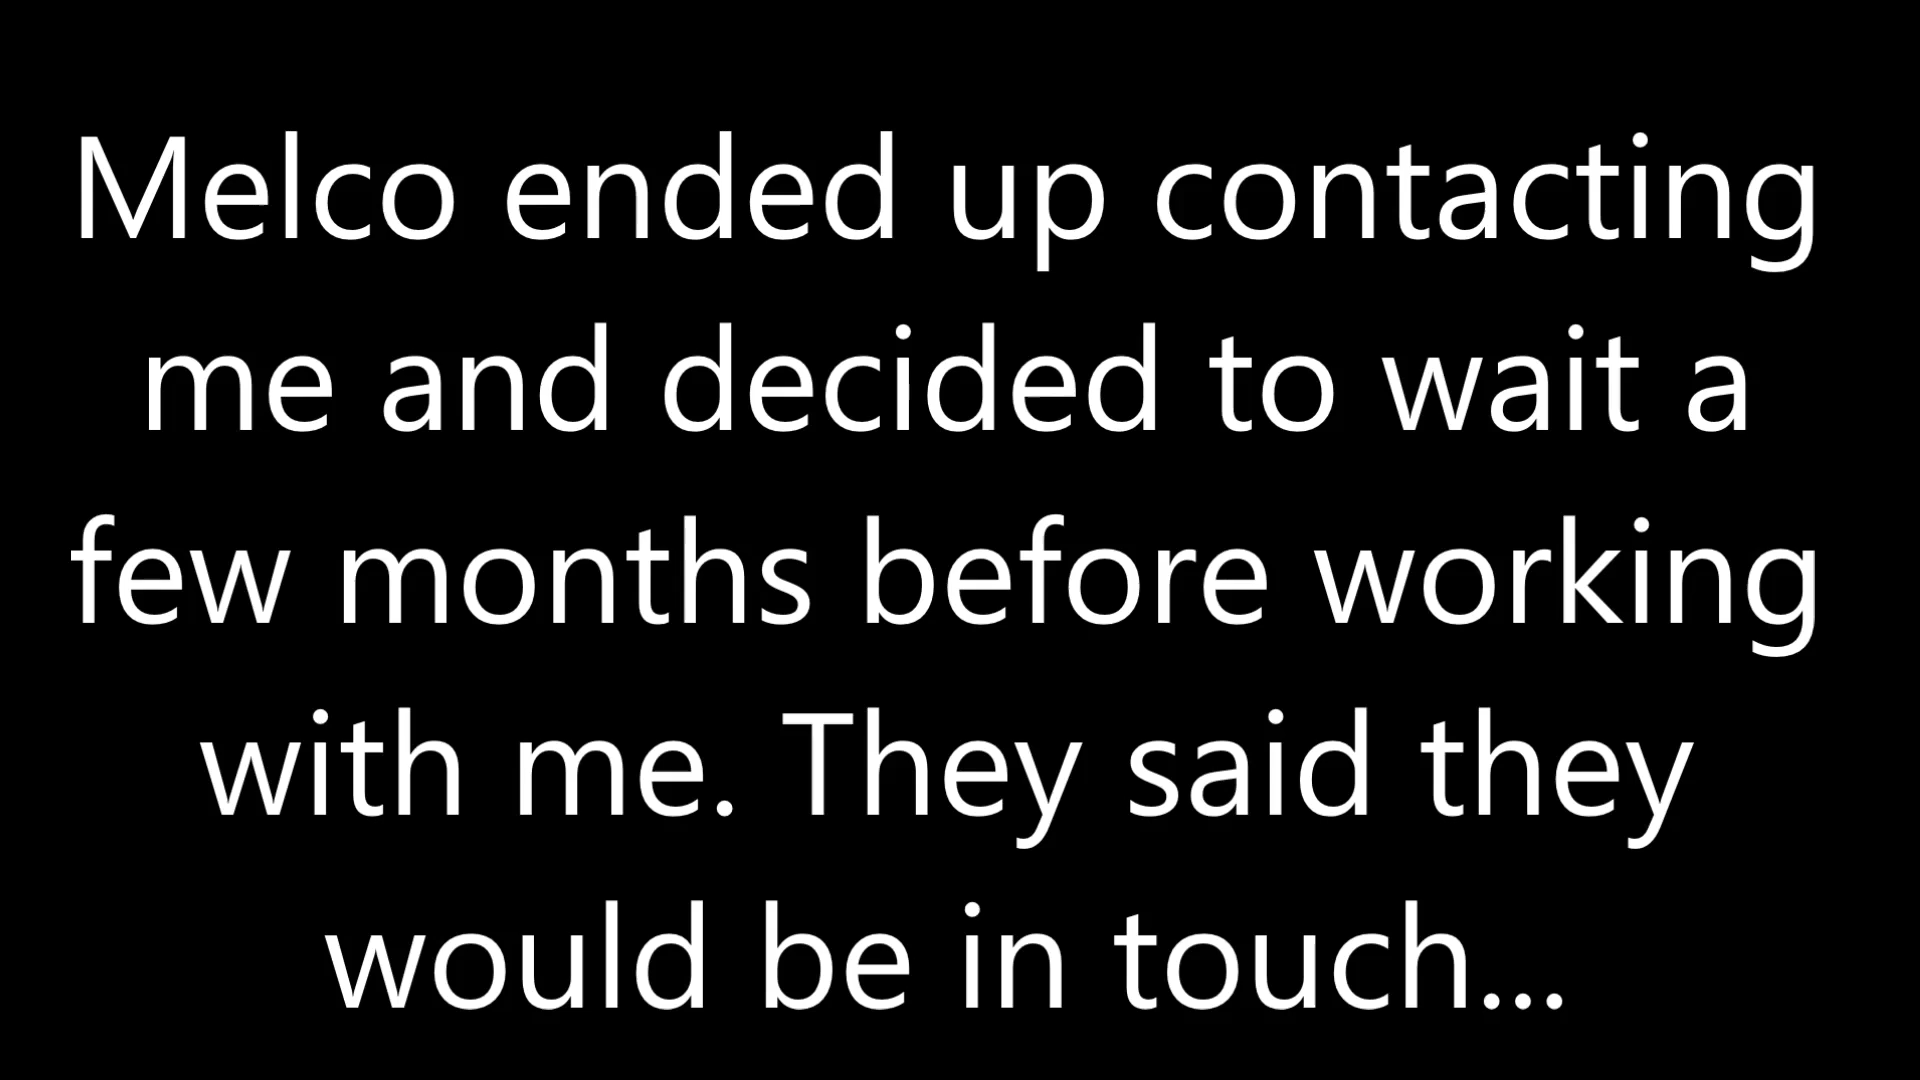 Melco ended up contacting
me and decided to wait a
few months before working
with me. They said they
would be in touch...